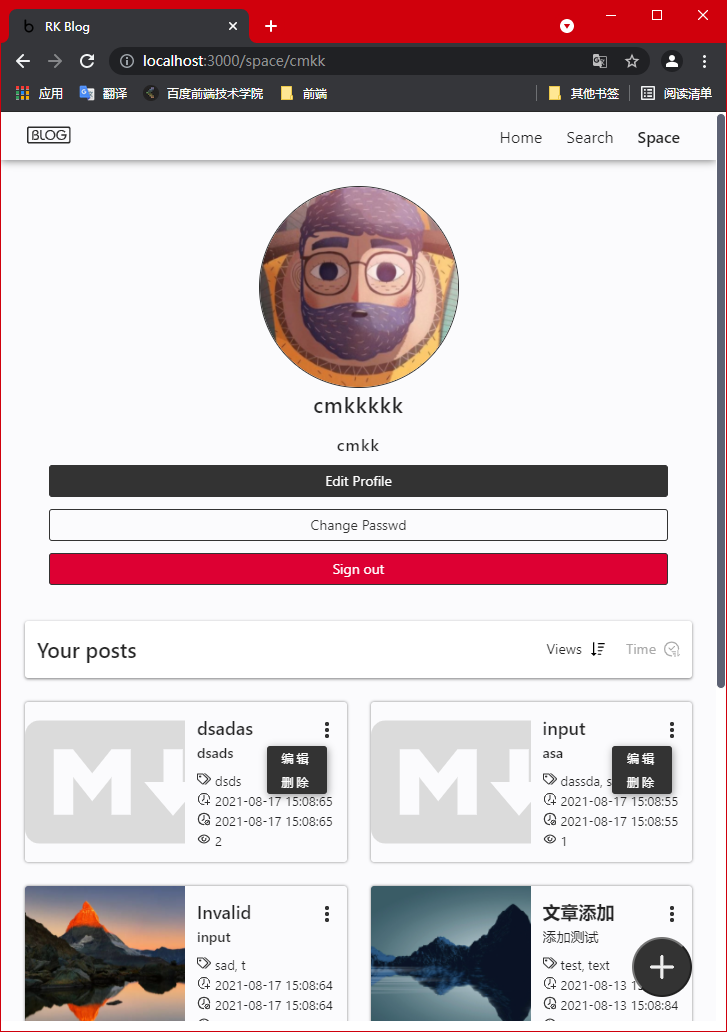 RK Blog
localhost:3000/space/cmkk
应用 翻译 百度前端技术学院 前端 其他书签 阅读清单
BLOG Home Search Space
cmkkkkk
cmkk
Edit Profile
Change Passwd
Sign out
Your posts Views Time
dsadas
dsads
编辑
删除
dsds
2021-08-17 15:08:65
2021-08-17 15:08:65
2
input
asa
编辑
删除
dassda, s
2021-08-17 15:08:55
2021-08-17 15:08:55
1
Invalid
input
sad, t
2021-08-17 15:08:64
2021-08-17 15:08:64
文章添加
添加测试
test, text
2021-08-13 13
2021-08-13 15:08:84